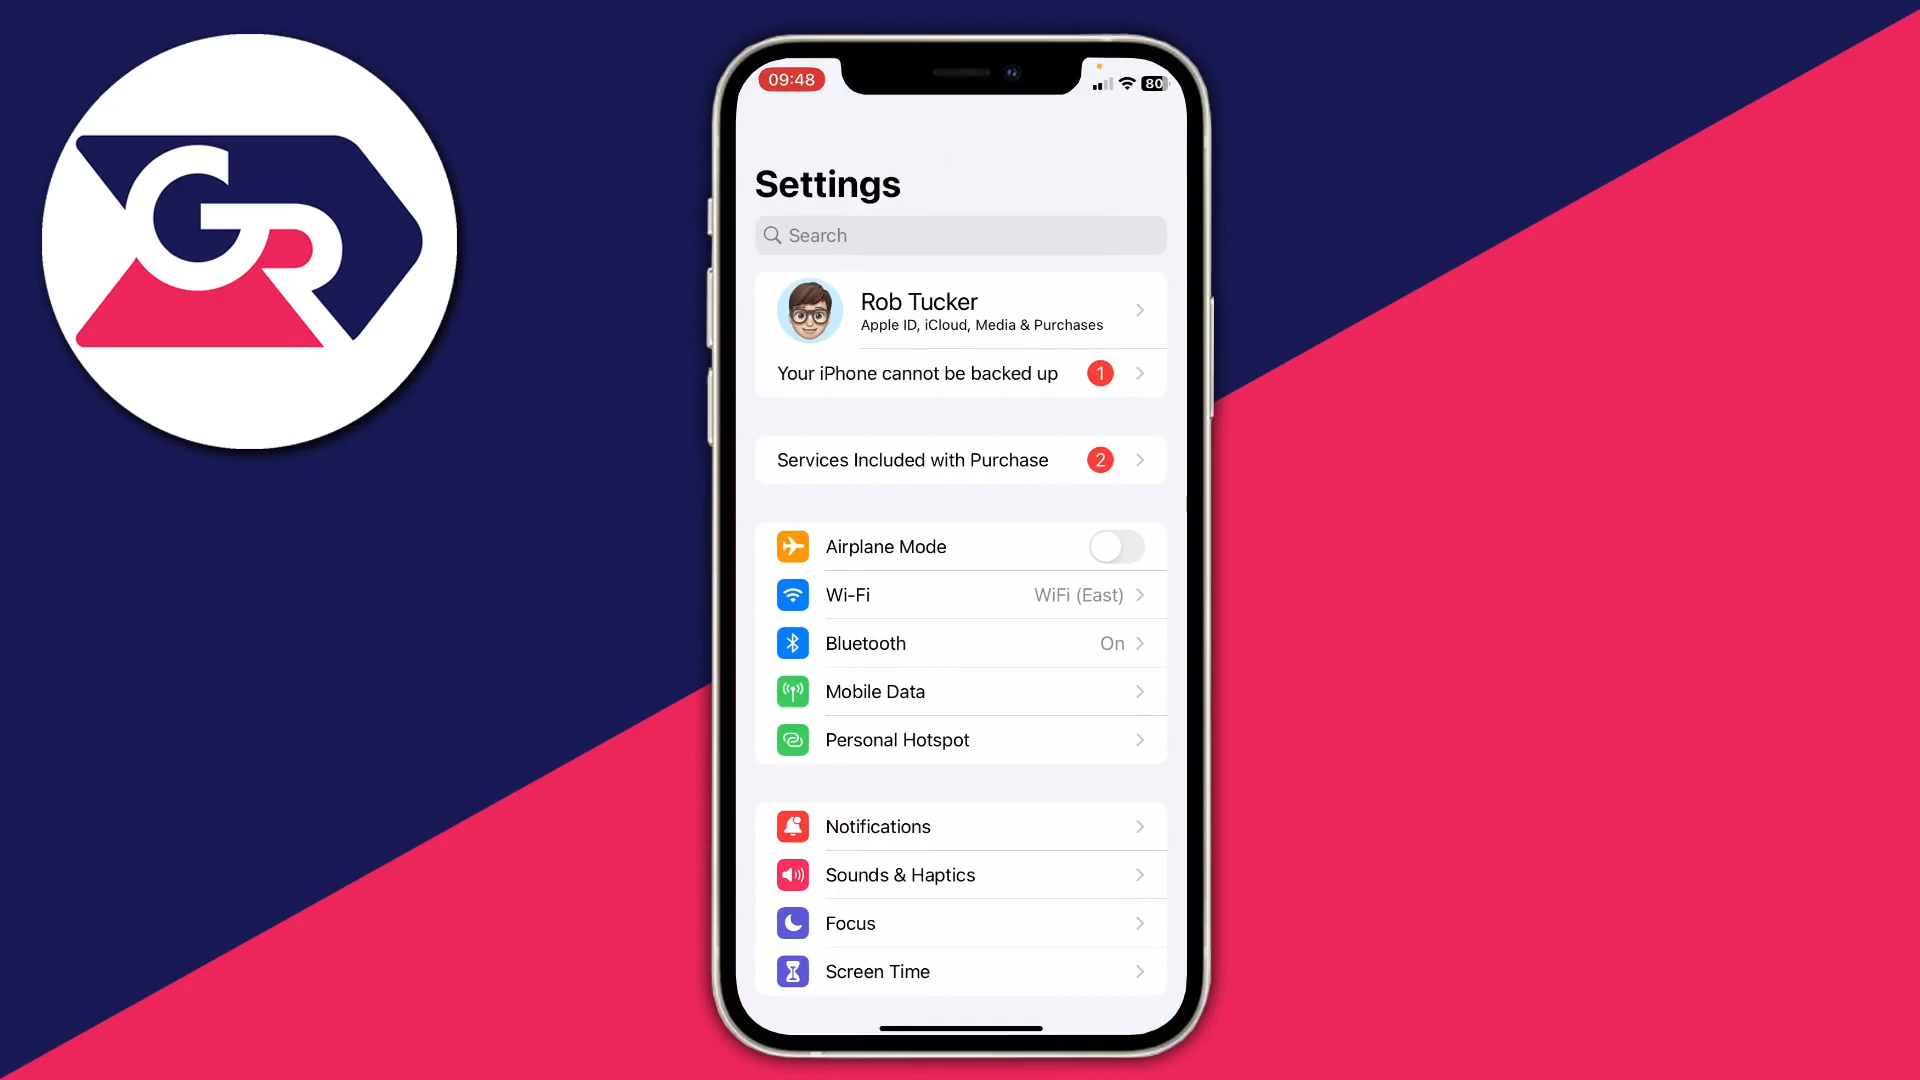 GR
09:48
80
Settings
Search
Rob Tucker
Apple ID, iCloud, Media & Purchases
Your iPhone cannot be backed up 1
Services Included with Purchase 2
Airplane Mode
Wi-Fi WiFi (East)
Bluetooth On
Mobile Data
Personal Hotspot
Notifications
Sounds & Haptics
Focus
Screen Time